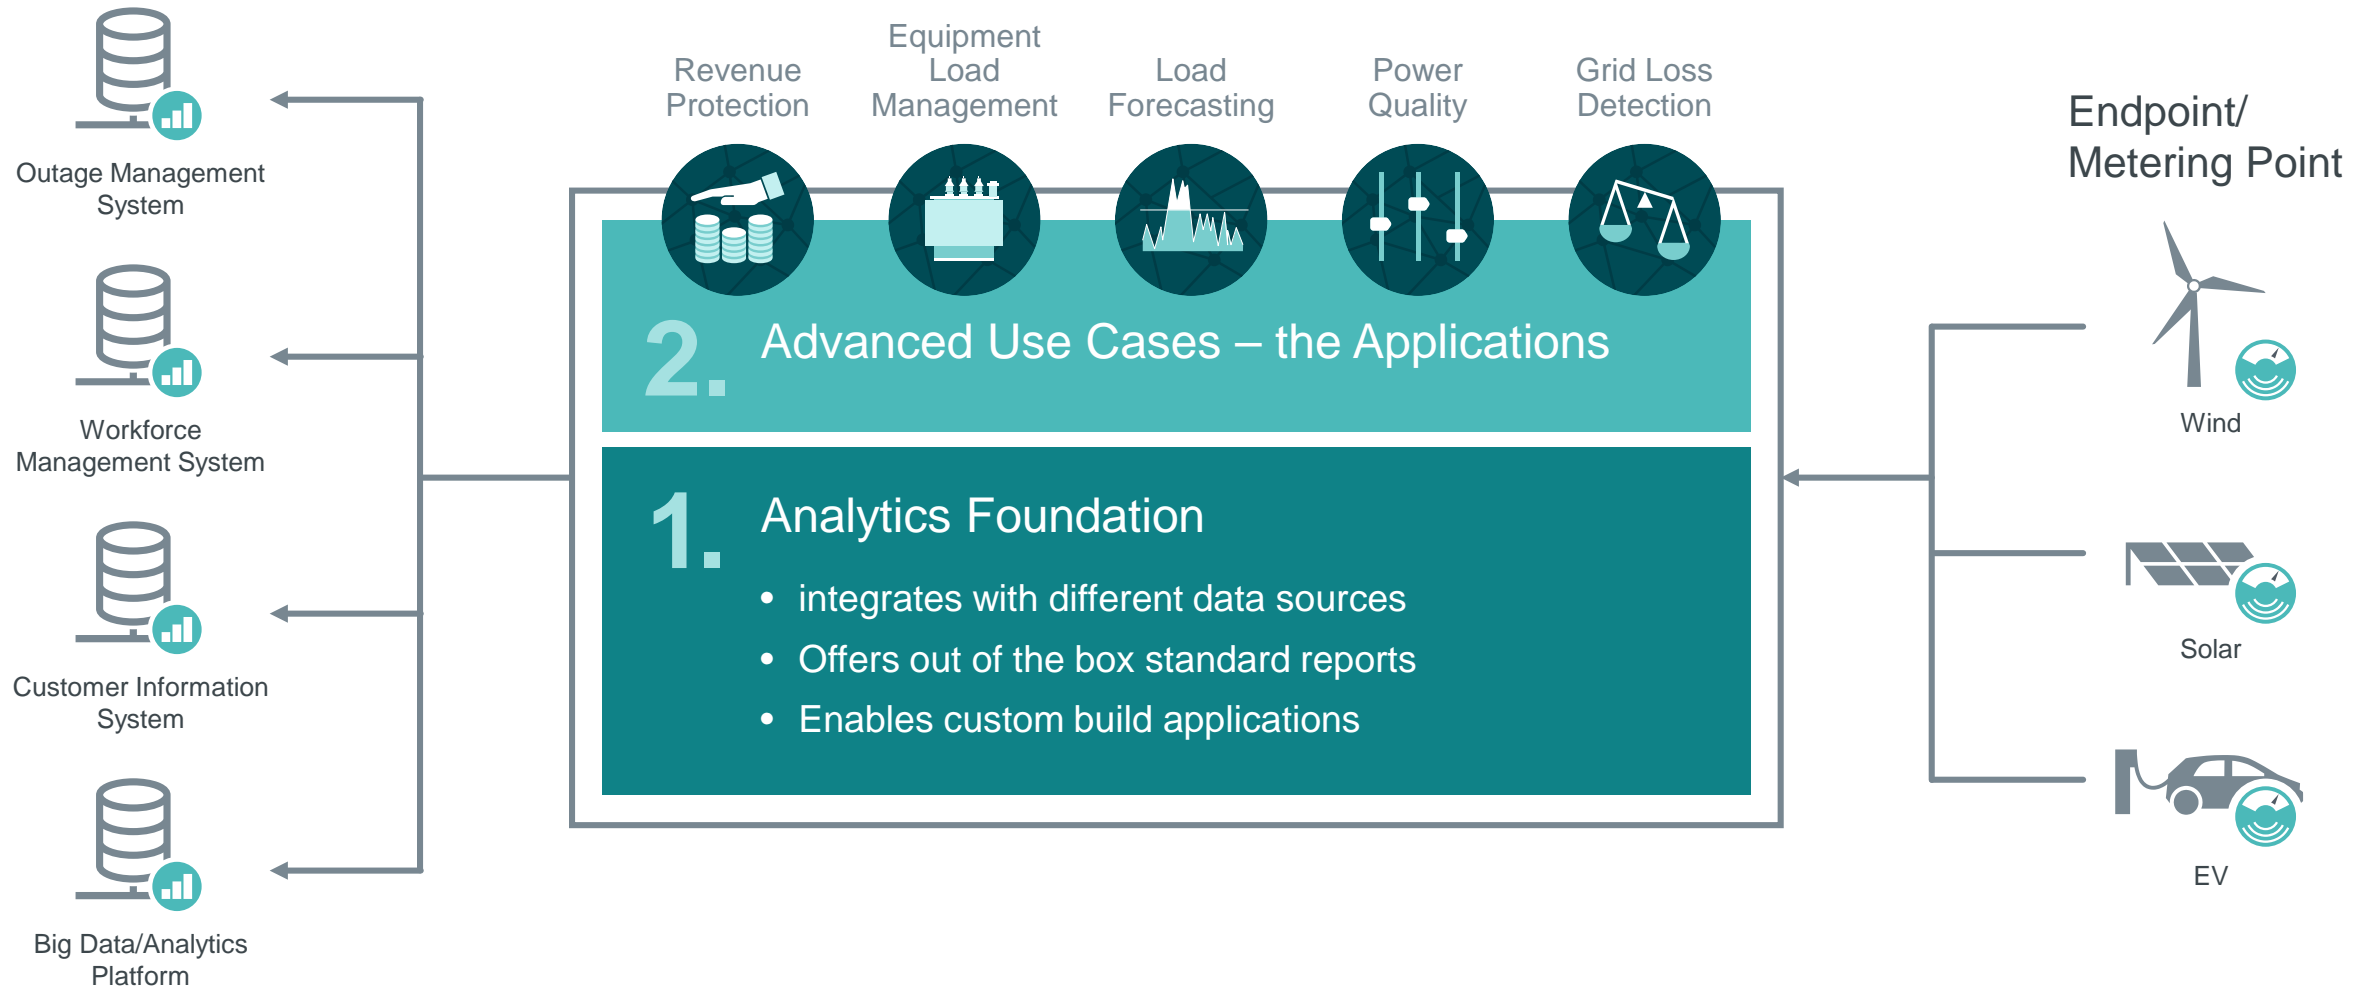 Outage Management
System
Workforce
Management System
Customer Information
System
Big Data/Analytics
Platform
Revenue
Protection
Equipment
Load
Management
Load
Forecasting
Power
Quality
Grid Loss
Detection
2.
Advanced Use Cases – the Applications
1.
Analytics Foundation
• integrates with different data sources
• Offers out of the box standard reports
• Enables custom build applications
Endpoint/
Metering Point
Wind
Solar
EV